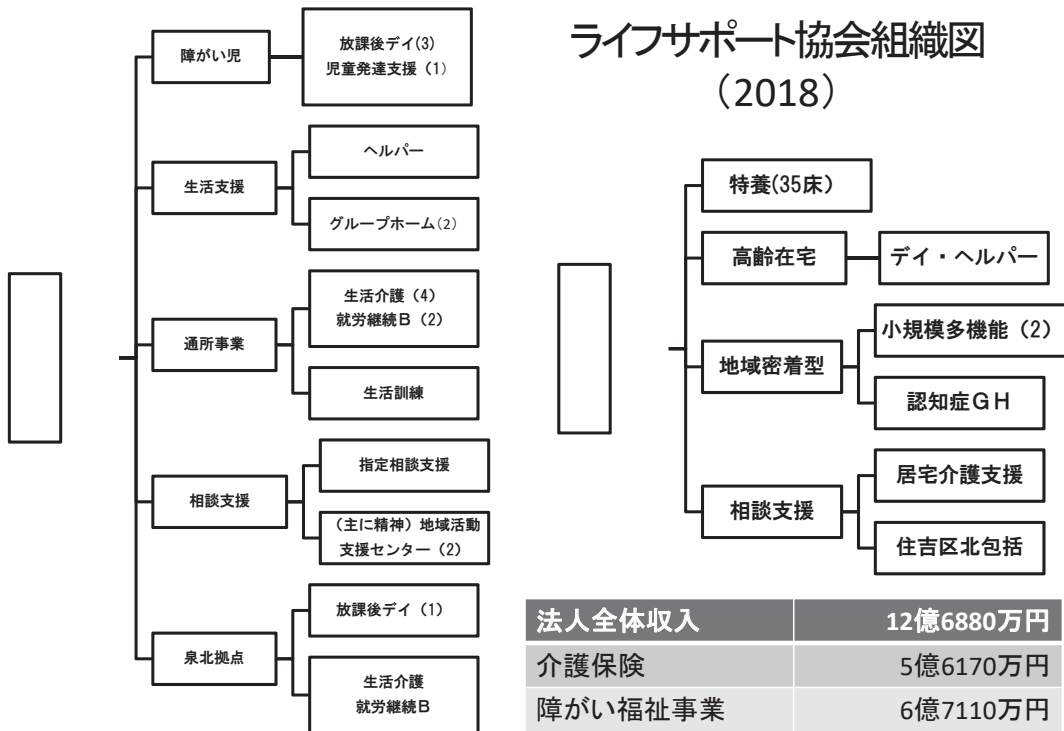 ライフサポート協会組織図
（2018）
障がい児
放課後デイ(3)
児童発達支援（1）
生活支援
ヘルパー
グループホーム(2)
通所事業
生活介護（4）
就労継続B（2）
生活訓練
相談支援
指定相談支援
（主に精神）地域活動
支援センター（2）
泉北拠点
放課後デイ（1）
生活介護
就労継続B
特養(35床）
高齢在宅
デイ・ヘルパー
地域密着型
小規模多機能（2）
認知症GH
相談支援
居宅介護支援
住吉区北包括
法人全体収入 12億6880万円
介護保険 5億6170万円
障がい福祉事業 6億7110万円